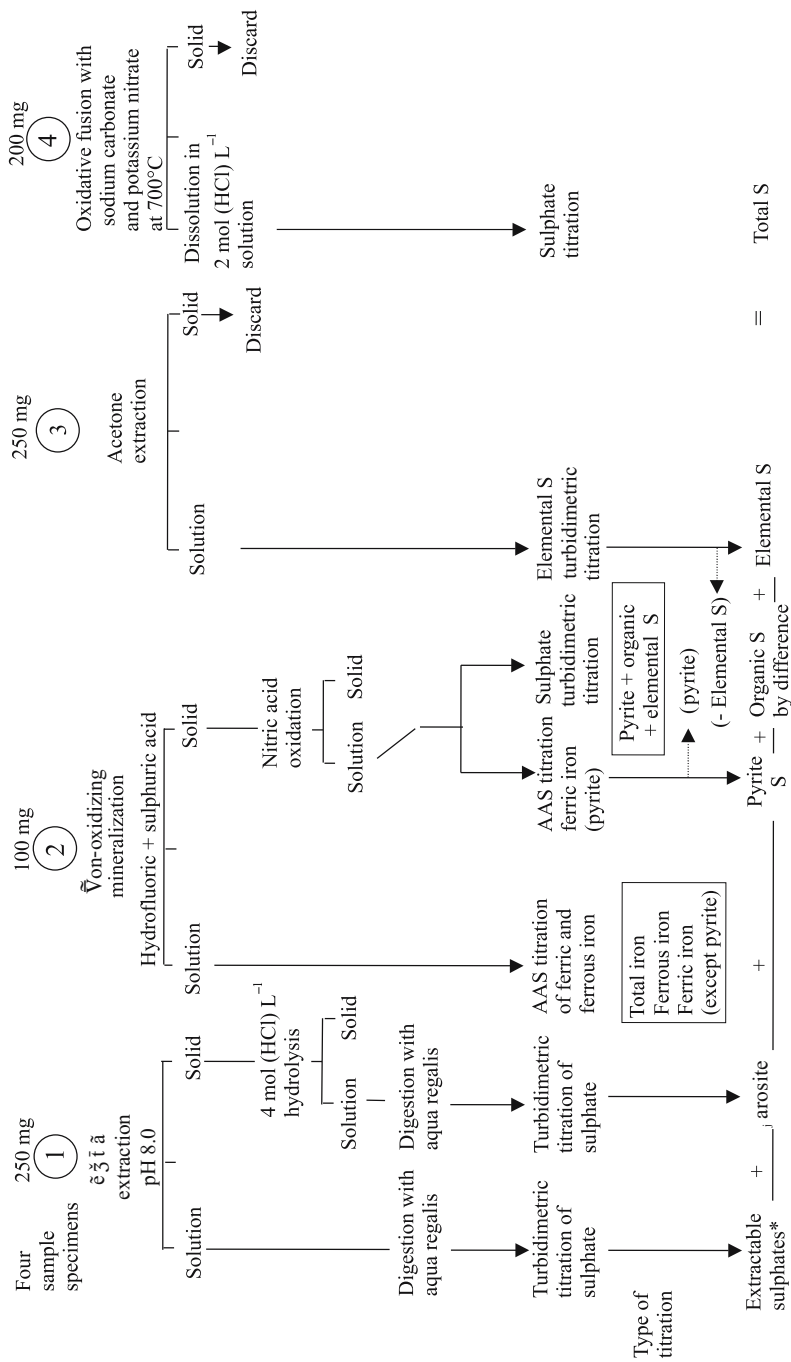 Four
sample
specimens
250 mg
1
ẽ ʒ̆ ĩ ã
extraction
pH 8.0
Solution
Solid
Digestion with
aqua regalis
Turbidimetric
titration of
sulphate
4 mol (HCl) L⁻¹
hydrolysis
Solution
Solid
Digestion with
aqua regalis
Turbidimetric
titration of
sulphate
100 mg
2
on-oxidizing
mineralization
Hydrofluoric + sulphuric acid
Solution
Solid
AAS titration
of ferric and
ferrous iron
Total iron
Ferrous iron
Ferric iron
(except pyrite)
Nitric acid
oxidation
Solution
Solid
AAS titration
ferric iron
(pyrite)
Sulphate
turbidimetric
titration
Pyrite + organic
+ elemental S
(pyrite)
(- Elemental S)
250 mg
3
Acetone
extraction
Solution
Solid
Discard
Elemental S
turbidimetric
titration
200 mg
4
Oxidative fusion with
sodium carbonate
and potassium nitrate
at 700°C
Dissolution in
2 mol (HCl) L⁻¹
solution
Solid
Discard
Sulphate
titration
Type of
titration
Extractable
sulphates*
+
jarosite
+
Pyrite
S
+
Organic S
by difference
+
Elemental S
=
Total S